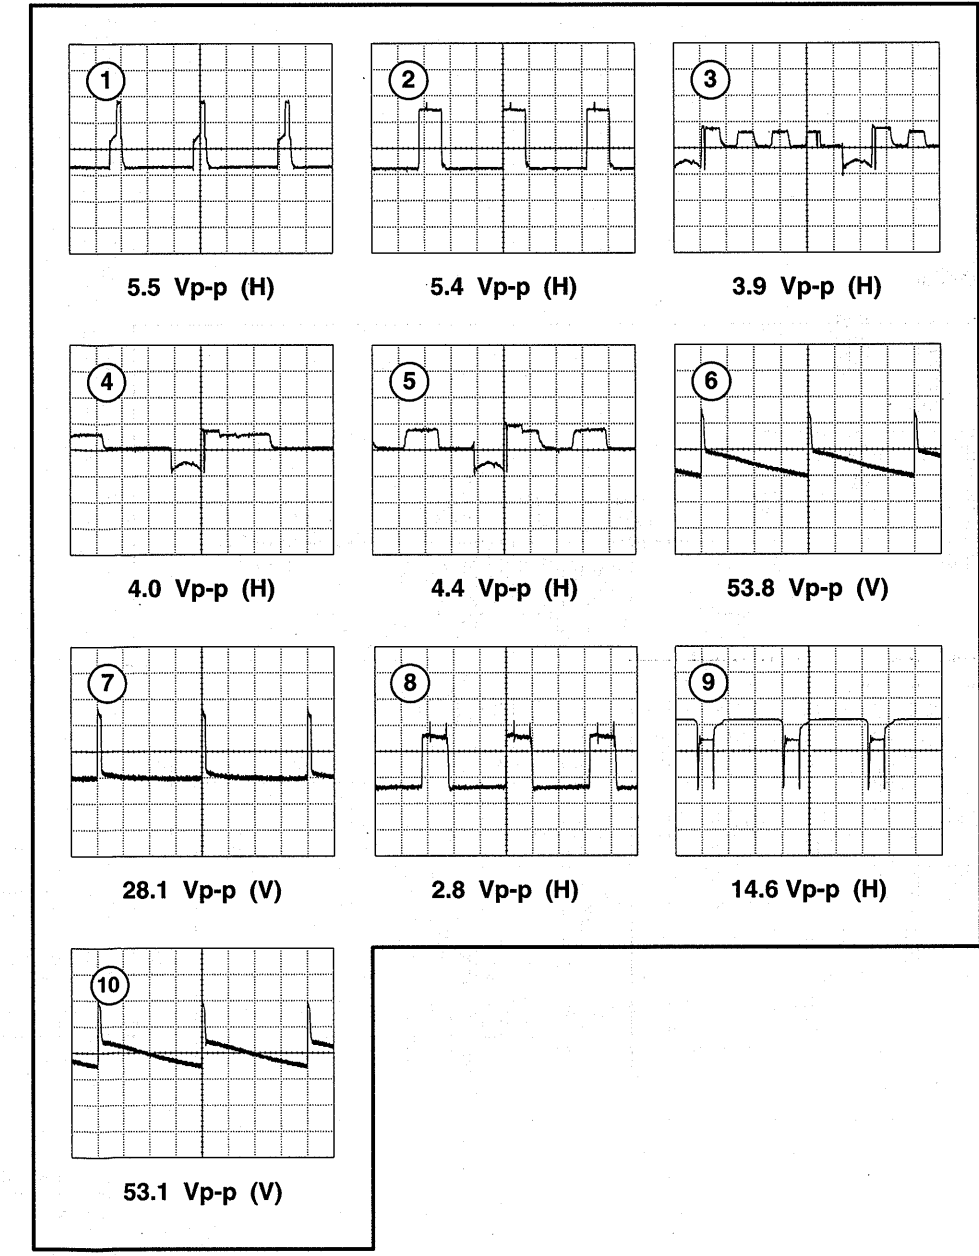 1
2
3
5.5 Vp-p (H)
5.4 Vp-p (H)
3.9 Vp-p (H)
4
5
6
4.0 Vp-p (H)
4.4 Vp-p (H)
53.8 Vp-p (V)
7
8
9
28.1 Vp-p (V)
2.8 Vp-p (H)
14.6 Vp-p (H)
10
53.1 Vp-p (V)